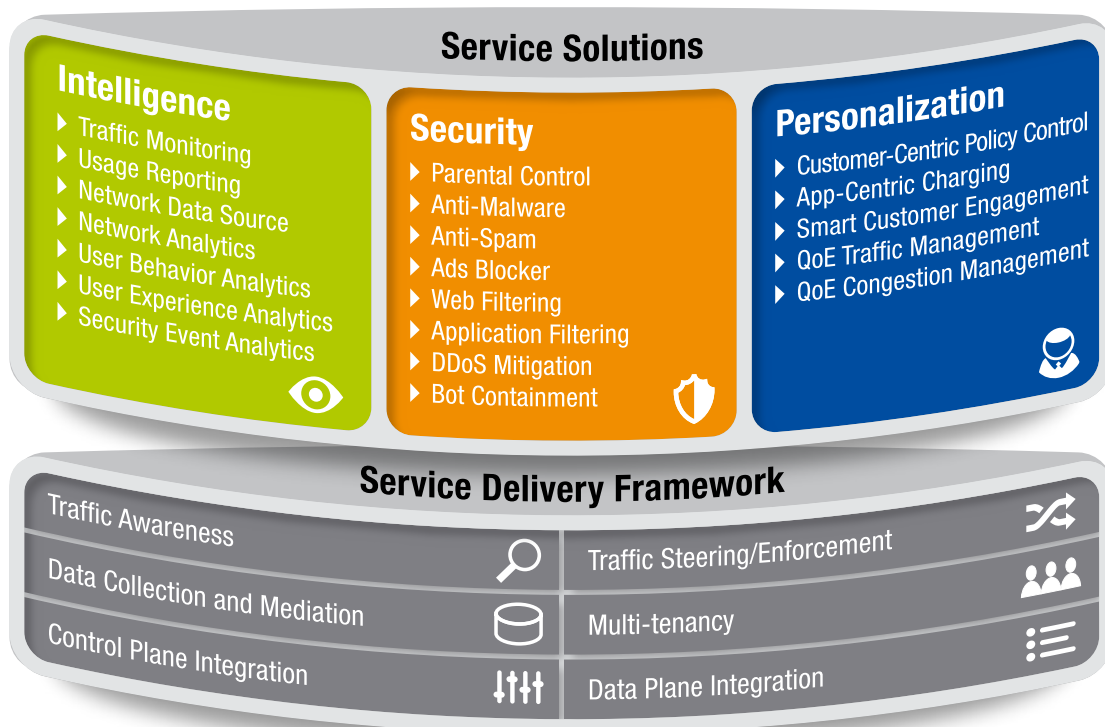 Service Solutions
Intelligence
Traffic Monitoring
Usage Reporting
Network Data Source
Network Analytics
User Behavior Analytics
User Experience Analytics
Security Event Analytics
Security
Parental Control
Anti-Malware
Anti-Spam
Ads Blocker
Web Filtering
Application Filtering
DDoS Mitigation
Bot Containment
Personalization
Customer-Centric Policy Control
App-Centric Charging
Smart Customer Engagement
QoE Traffic Management
QoE Congestion Management
Service Delivery Framework
Traffic Awareness
Data Collection and Mediation
Control Plane Integration
Traffic Steering/Enforcement
Multi-tenancy
Data Plane Integration